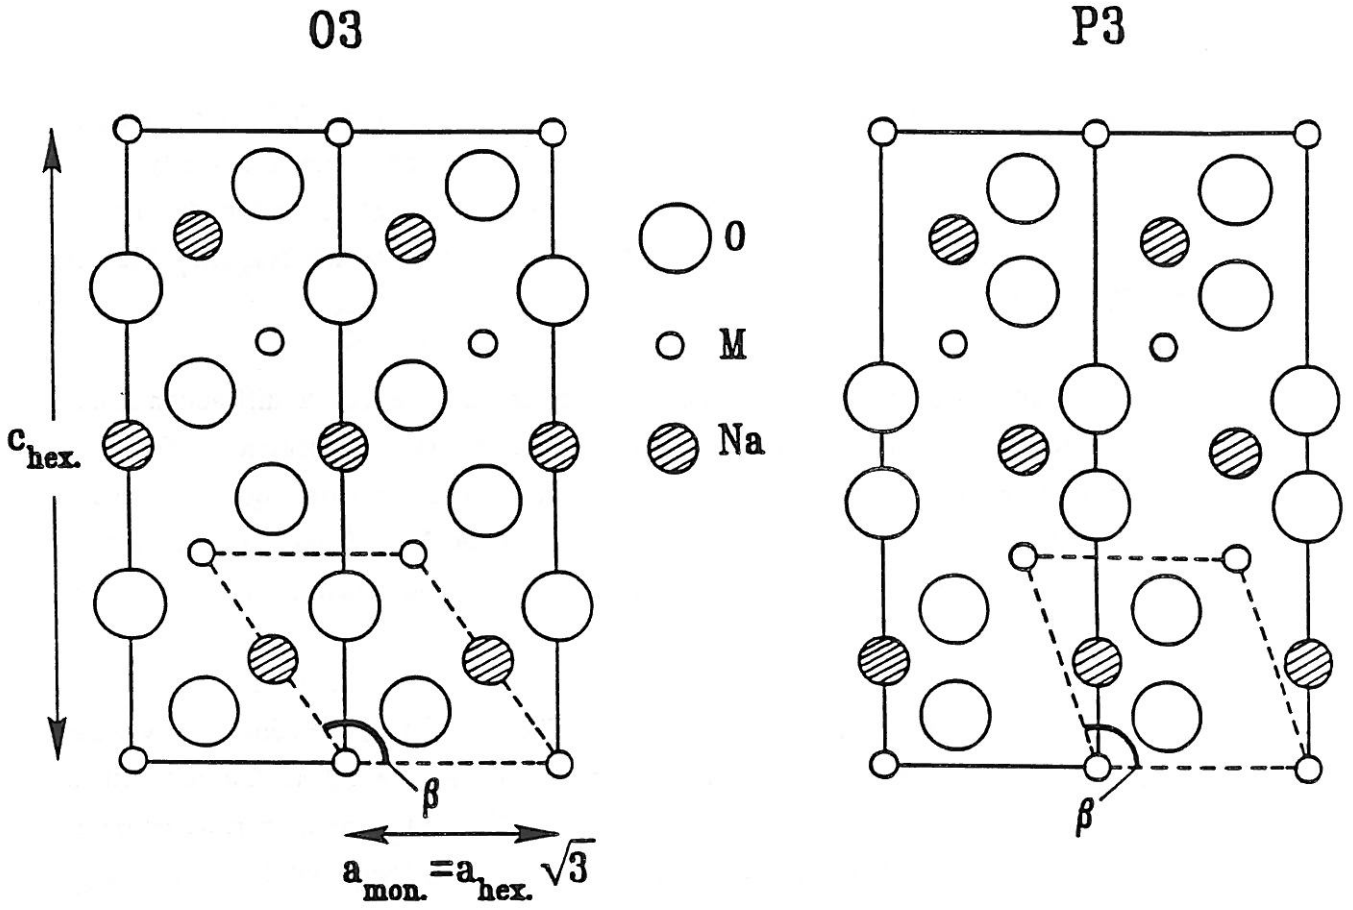 O3
P3
O
M
Na
c hex.
β
a mon. = a hex. √3
β